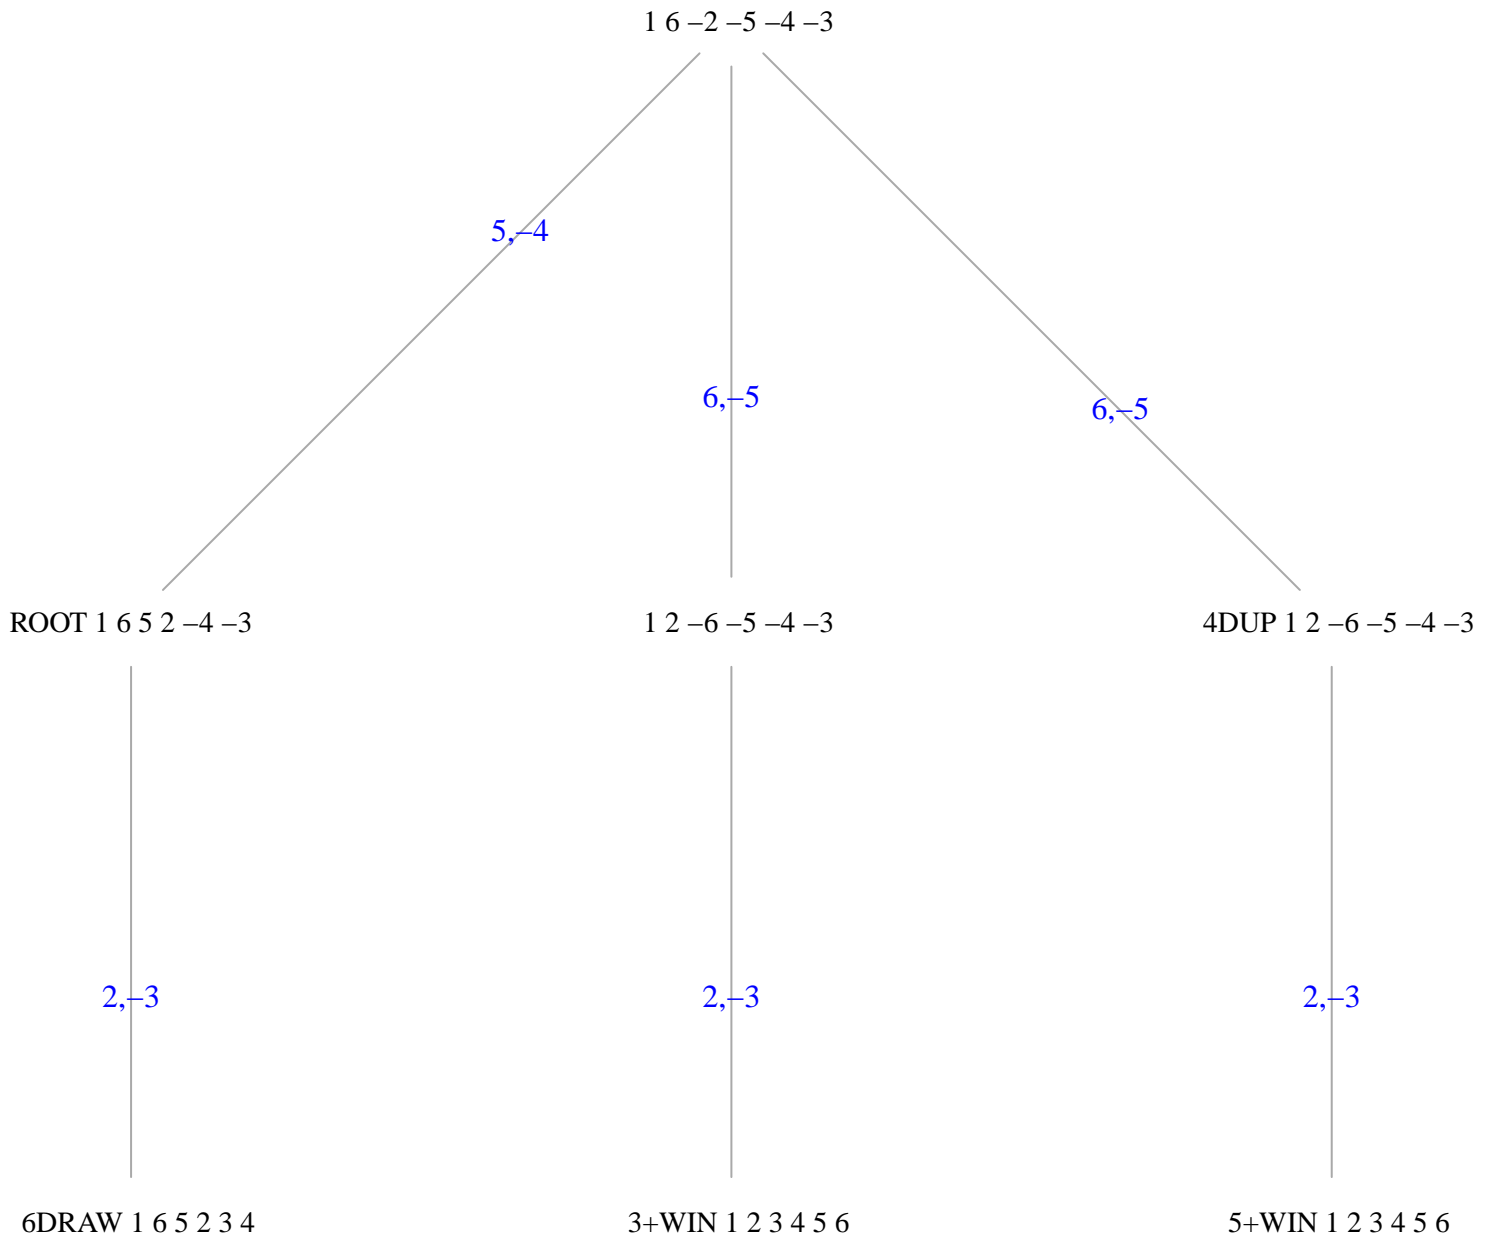 1 6 –2 –5 –4 –3
5,–4
6,–5
6,–5
ROOT 1 6 5 2 –4 –3
1 2 –6 –5 –4 –3
4DUP 1 2 –6 –5 –4 –3
2,–3
2,–3
2,–3
6DRAW 1 6 5 2 3 4
3+WIN 1 2 3 4 5 6
5+WIN 1 2 3 4 5 6